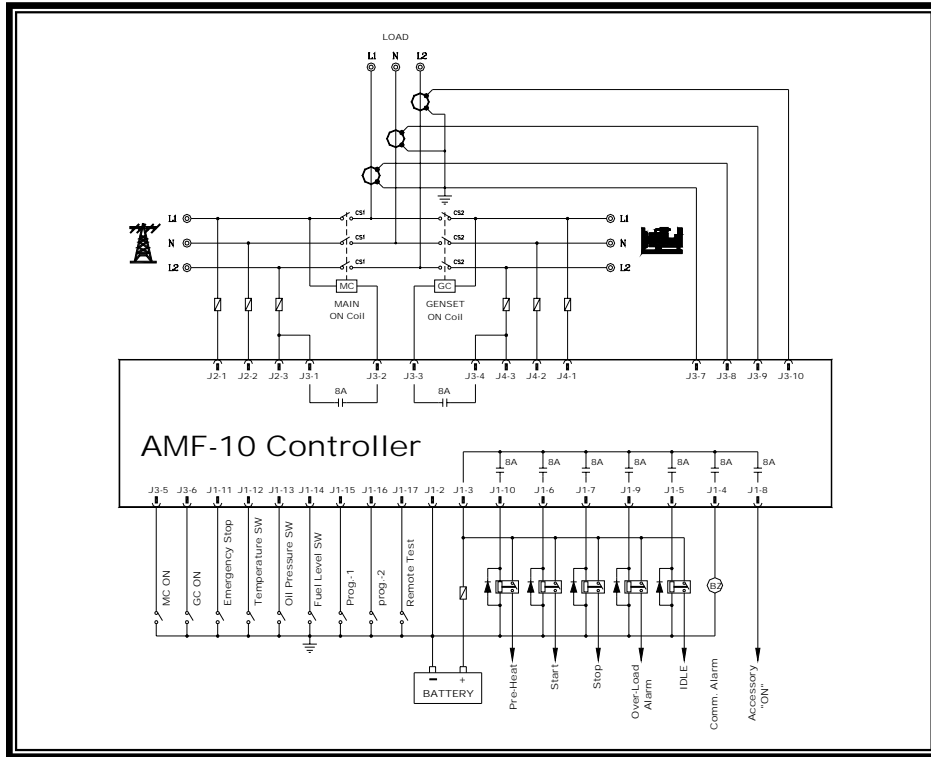 LOAD
L1 N L2
L1 CS1 CS2 L1
N CS1 CS2 N
L2 CS1 CS2 L2
MC GC
MAIN
ON Coil
GENSET
ON Coil
J2-1 J2-2 J2-3 J3-1 J3-2 J3-3 J3-4 J4-3 J4-2 J4-1 J3-7 J3-8 J3-9 J3-10
8A 8A
AMF-10 Controller
8A 8A 8A 8A 8A 8A 8A
J3-5 J3-6 J1-11 J1-12 J1-13 J1-14 J1-15 J1-16 J1-17 J1-2 J1-3 J1-10 J1-6 J1-7 J1-9 J1-5 J1-4 J1-8
MC ON
GC ON
Emergency Stop
Temperature SW
Oil Pressure SW
Fuel Level SW
Prog.-1
prog.-2
Remote Test
BZ
- +
BATTERY
Pre-Heat
Start
Stop
Over-Load
Alarm
IDLE
Comm. Alarm
Accessory
"ON"